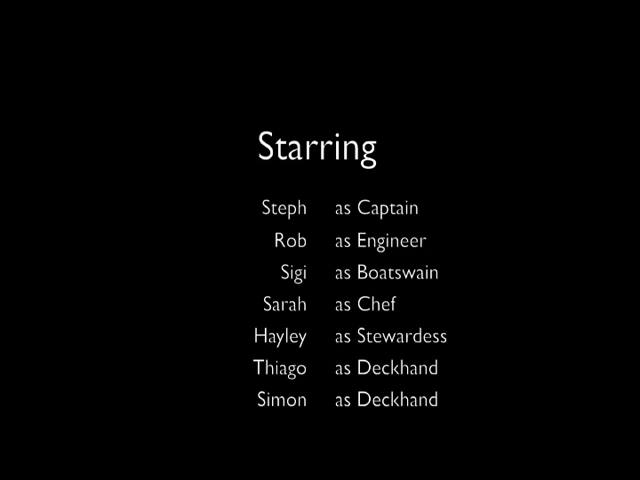 Starring
Steph as Captain
Rob as Engineer
Sigi as Boatswain
Sarah as Chef
Hayley as Stewardess
Thiago as Deckhand
Simon as Deckhand